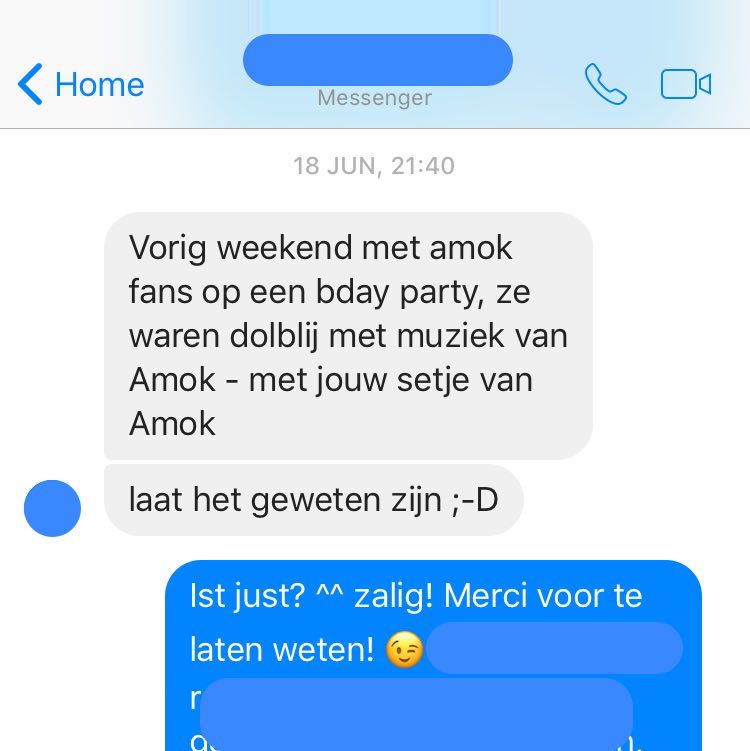 Home
Messenger
18 JUN, 21:40
Vorig weekend met amok
fans op een bday party, ze
waren dolblij met muziek van
Amok - met jouw setje van
Amok
laat het geweten zijn ;-D
Ist just? ^^ zalig! Merci voor te
laten weten! 😉